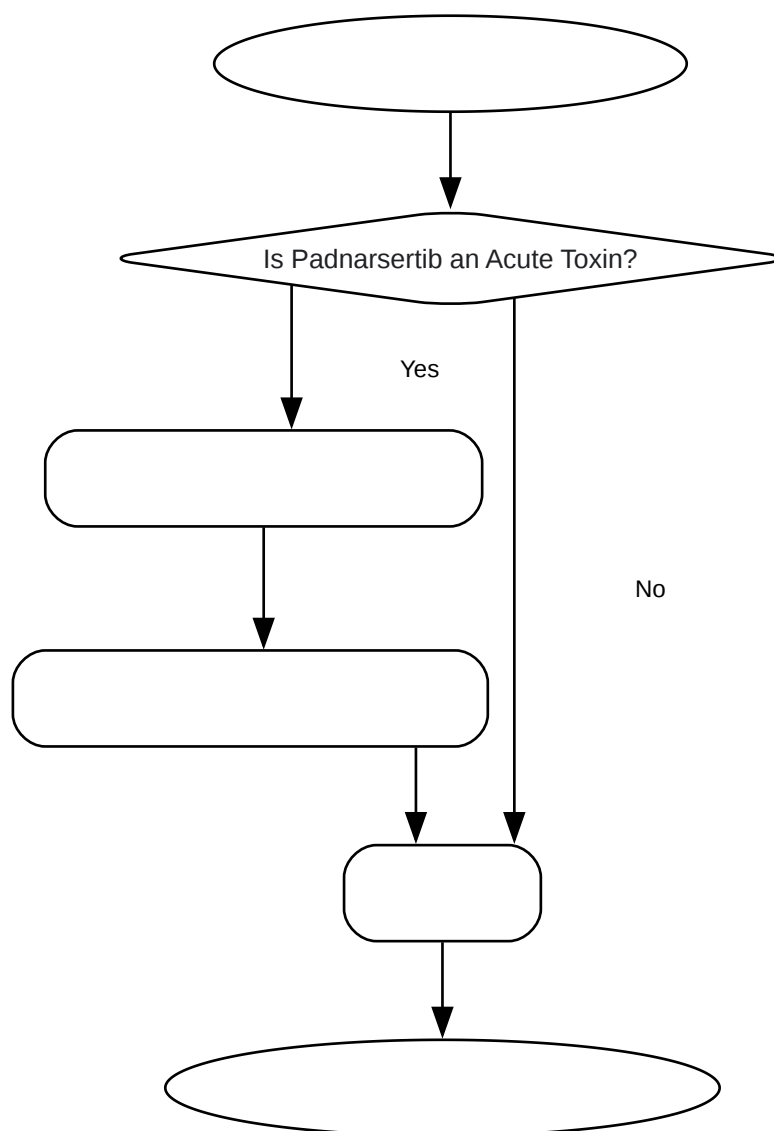 Is Padnarsertib an Acute Toxin?
Yes
No